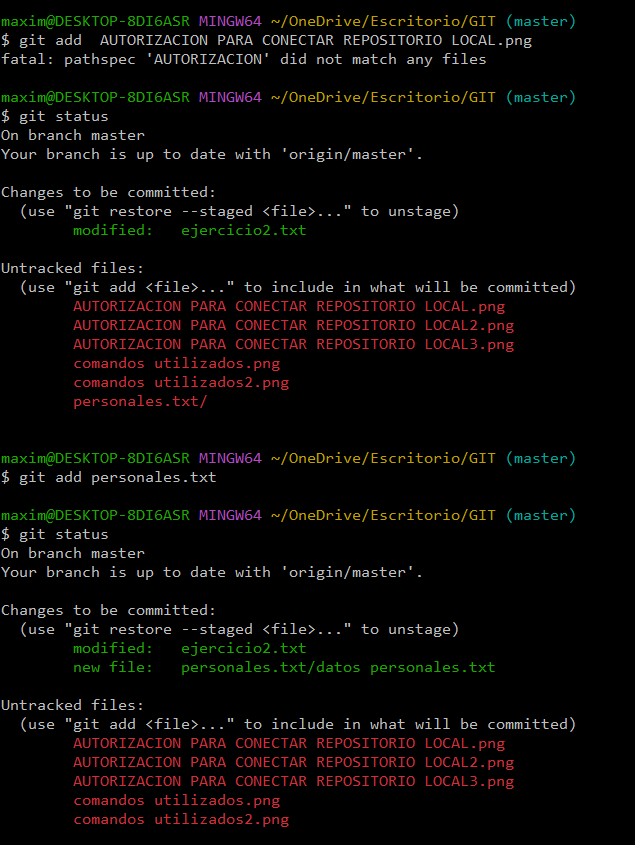 maxim@DESKTOP-8DI6ASR MINGW64 ~/OneDrive/Escritorio/GIT (master)
$ git add  AUTORIZACION PARA CONECTAR REPOSITORIO LOCAL.png
fatal: pathspec 'AUTORIZACION' did not match any files
maxim@DESKTOP-8DI6ASR MINGW64 ~/OneDrive/Escritorio/GIT (master)
$ git status
On branch master
Your branch is up to date with 'origin/master'.
Changes to be committed:
  (use "git restore --staged <file>..." to unstage)
        modified:   ejercicio2.txt
Untracked files:
  (use "git add <file>..." to include in what will be committed)
        AUTORIZACION PARA CONECTAR REPOSITORIO LOCAL.png
        AUTORIZACION PARA CONECTAR REPOSITORIO LOCAL2.png
        AUTORIZACION PARA CONECTAR REPOSITORIO LOCAL3.png
        comandos utilizados.png
        comandos utilizados2.png
        personales.txt/
maxim@DESKTOP-8DI6ASR MINGW64 ~/OneDrive/Escritorio/GIT (master)
$ git add personales.txt
maxim@DESKTOP-8DI6ASR MINGW64 ~/OneDrive/Escritorio/GIT (master)
$ git status
On branch master
Your branch is up to date with 'origin/master'.
Changes to be committed:
  (use "git restore --staged <file>..." to unstage)
        modified:   ejercicio2.txt
        new file:   personales.txt/datos personales.txt
Untracked files:
  (use "git add <file>..." to include in what will be committed)
        AUTORIZACION PARA CONECTAR REPOSITORIO LOCAL.png
        AUTORIZACION PARA CONECTAR REPOSITORIO LOCAL2.png
        AUTORIZACION PARA CONECTAR REPOSITORIO LOCAL3.png
        comandos utilizados.png
        comandos utilizados2.png